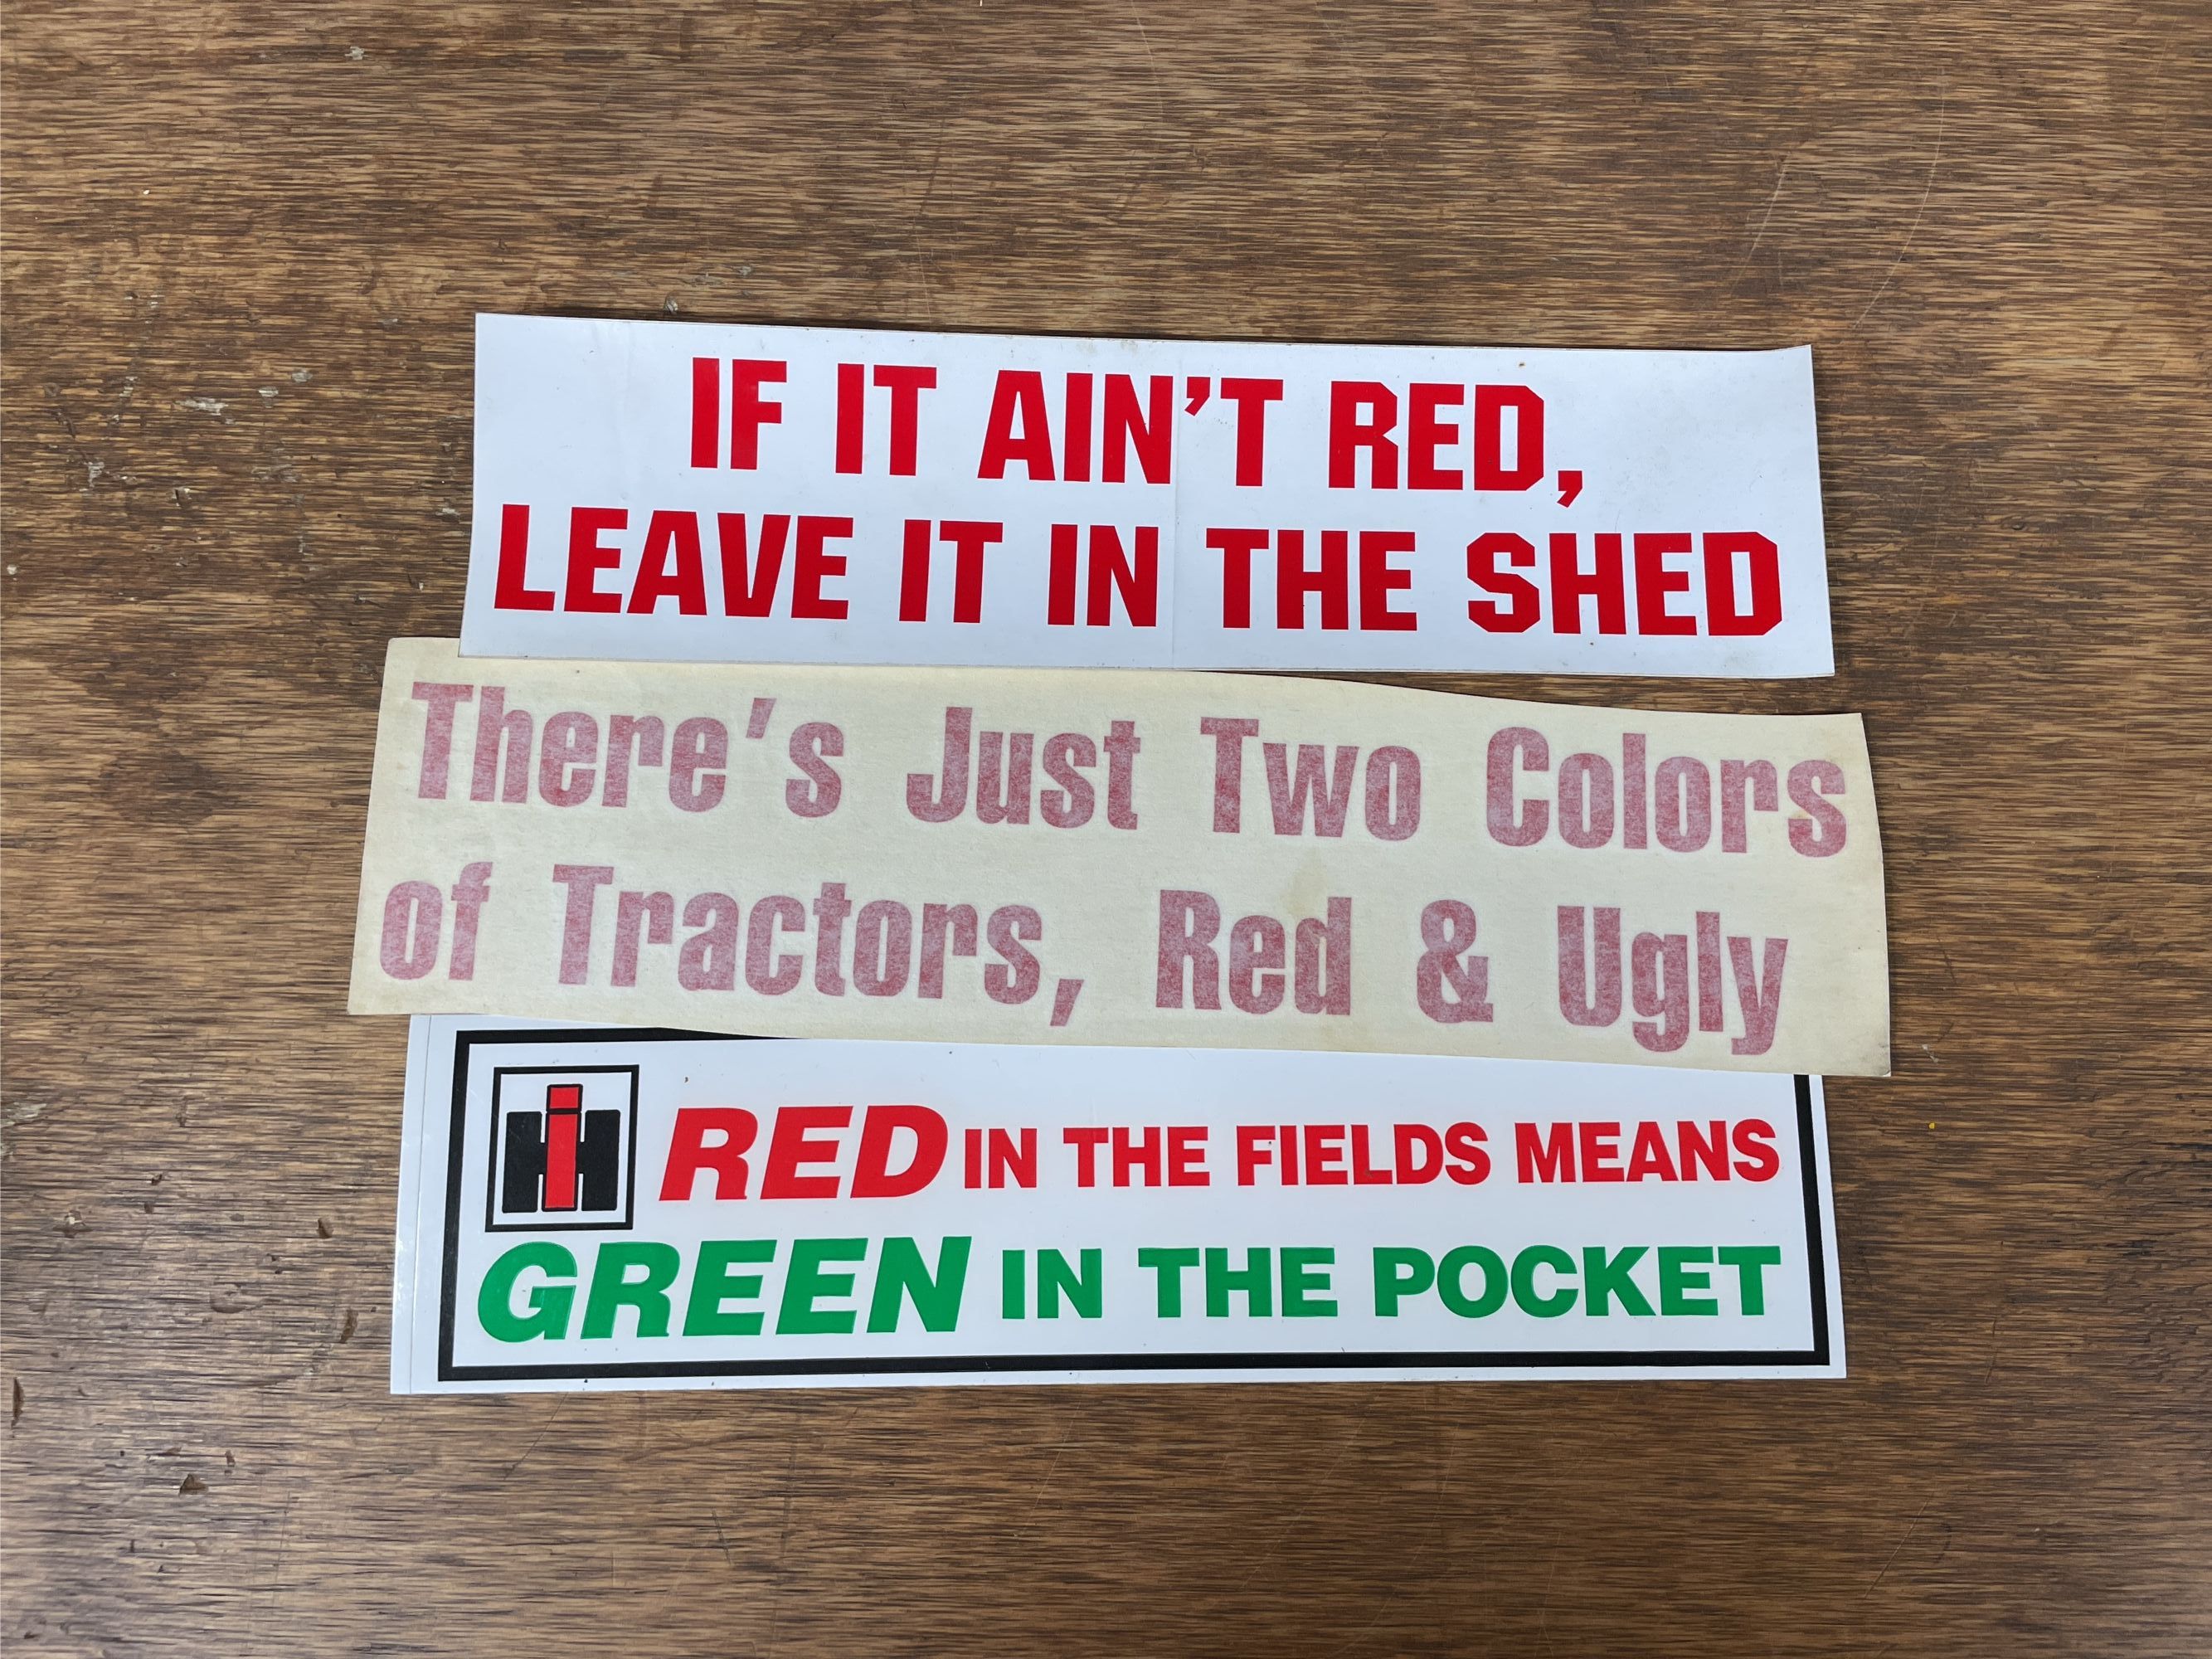 IF IT AIN'T RED,
LEAVE IT IN THE SHED
There's Just Two Colors
of Tractors, Red & Ugly
IH RED IN THE FIELDS MEANS
GREEN IN THE POCKET